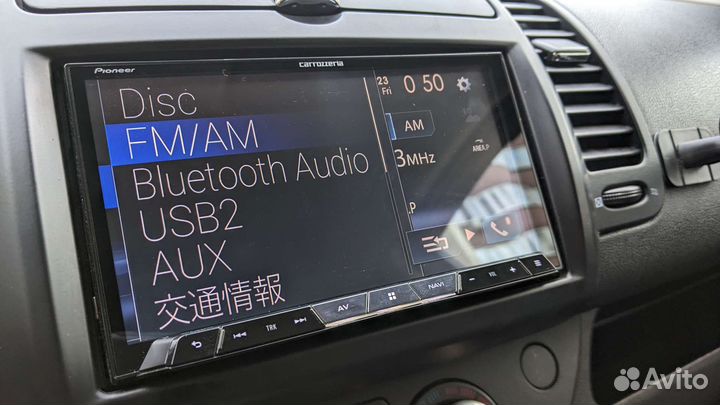 Pioneer
carrozzeria
Disc
FM/AM
Bluetooth Audio
USB2
AUX
交通情報
23
Fri
0 50
AM
3MHz
AREA.P
.P
TRK
AV
NAVI
－ VR ＋
Avito